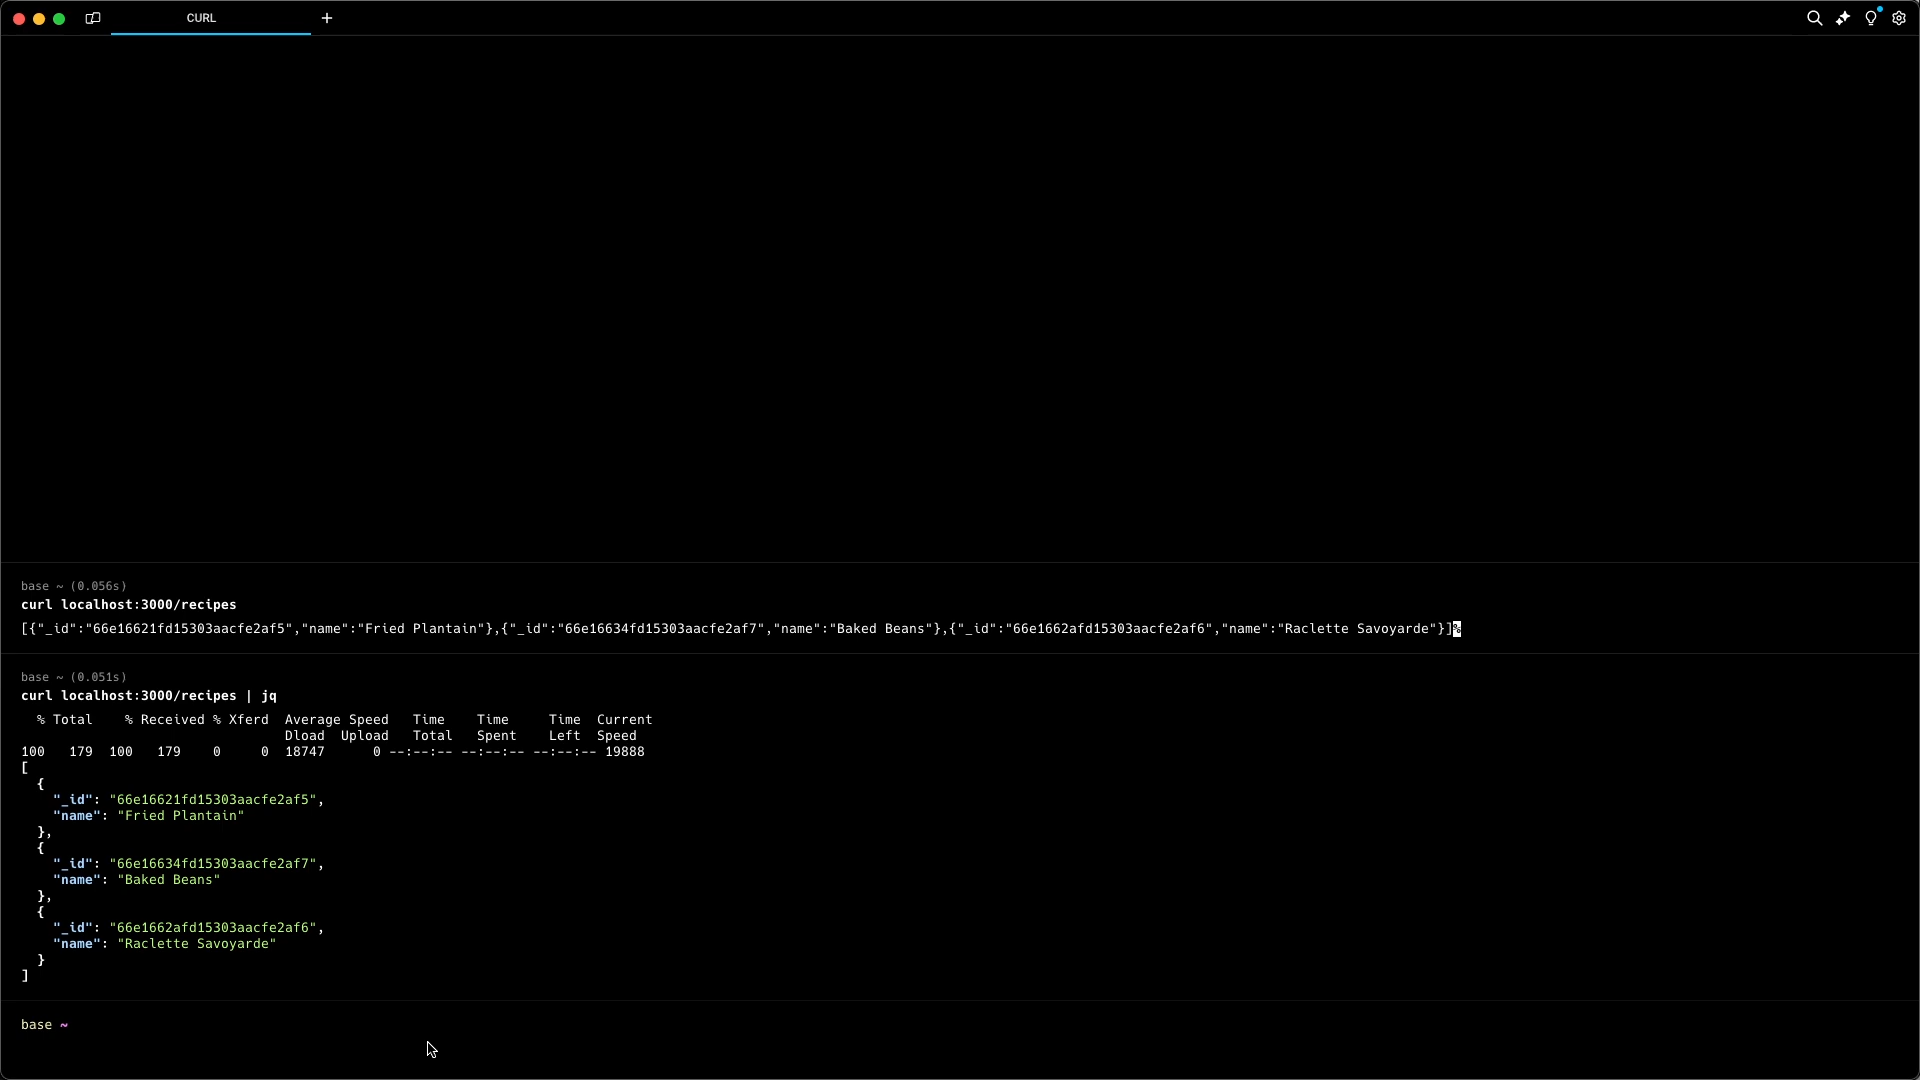 CURL
base ~ (0.056s)
curl localhost:3000/recipes
[{"_id":"66e16621fd15303aacfe2af5","name":"Fried Plantain"},{"_id":"66e16634fd15303aacfe2af7","name":"Baked Beans"},{"_id":"66e1662afd15303aacfe2af6","name":"Raclette Savoyarde"}]%
base ~ (0.051s)
curl localhost:3000/recipes | jq
  % Total    % Received % Xferd  Average Speed   Time    Time     Time  Current
                                 Dload  Upload   Total   Spent    Left  Speed
100   179  100   179    0     0  18747      0 --:--:-- --:--:-- --:--:-- 19888
[
  {
    "_id": "66e16621fd15303aacfe2af5",
    "name": "Fried Plantain"
  },
  {
    "_id": "66e16634fd15303aacfe2af7",
    "name": "Baked Beans"
  },
  {
    "_id": "66e1662afd15303aacfe2af6",
    "name": "Raclette Savoyarde"
  }
]
base ~